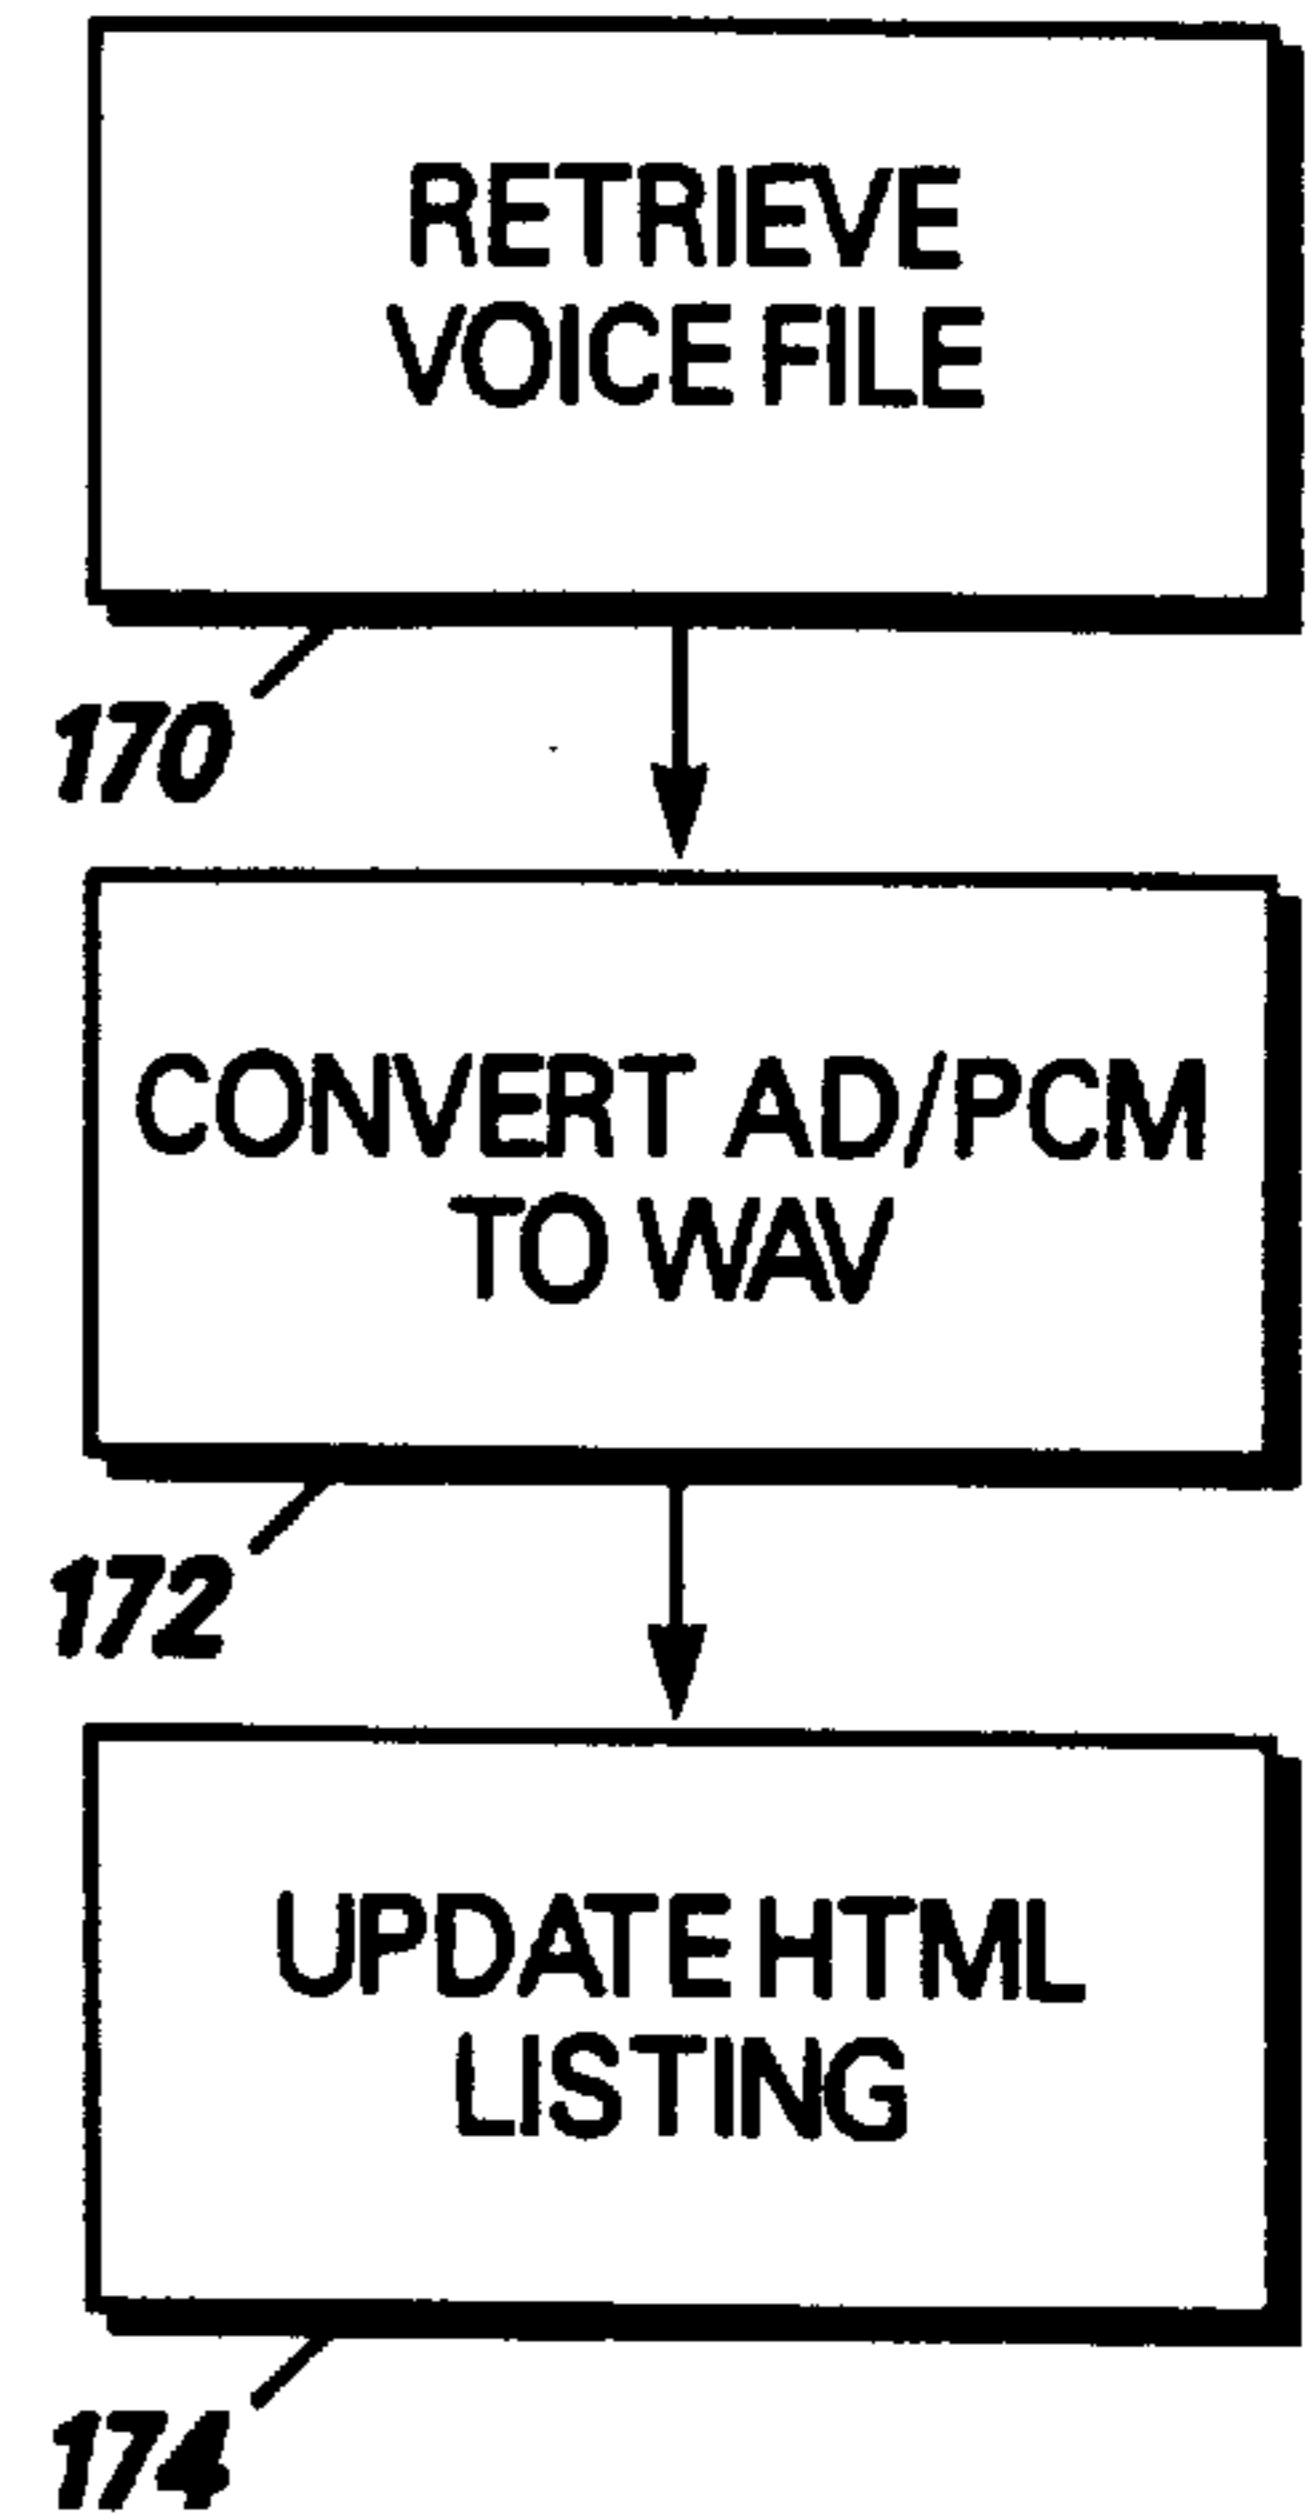 RETRIEVE
VOICE FILE
170
CONVERT AD/PCM
TO WAV
172
UPDATE HTML
LISTING
174